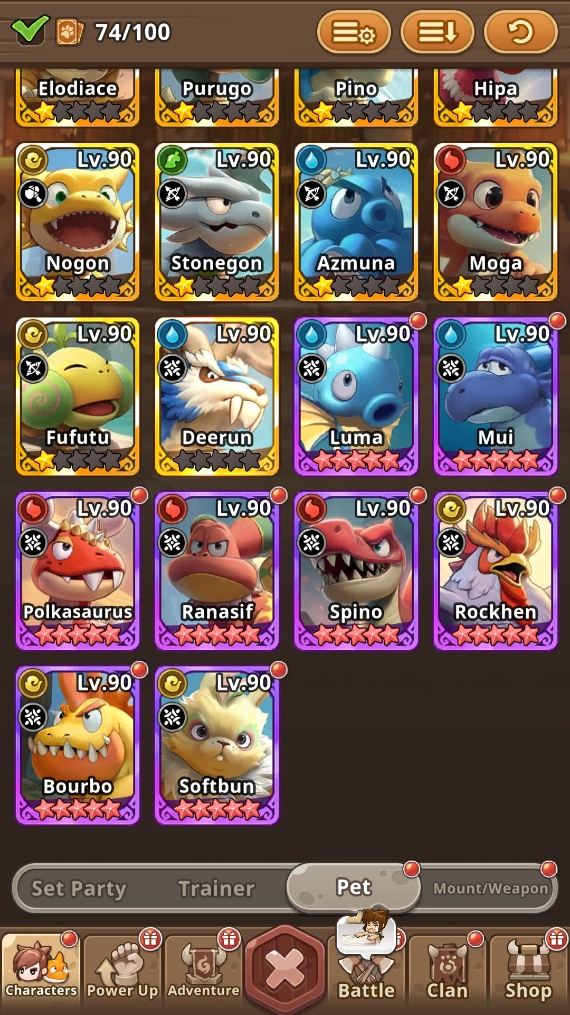 74/100
Elodiace Purugo Pino Hipa
Lv.90 Lv.90 Lv.90 Lv.90
Nogon Stonegon Azmuna Moga
Lv.90 Lv.90 Lv.90 Lv.90
Fufutu Deerun Luma Mui
Lv.90 Lv.90 Lv.90 Lv.90
Polkasaurus Ranasif Spino Rockhen
Lv.90 Lv.90
Bourbo Softbun
Set Party Trainer Pet Mount/Weapon
Characters Power Up Adventure Battle Clan Shop